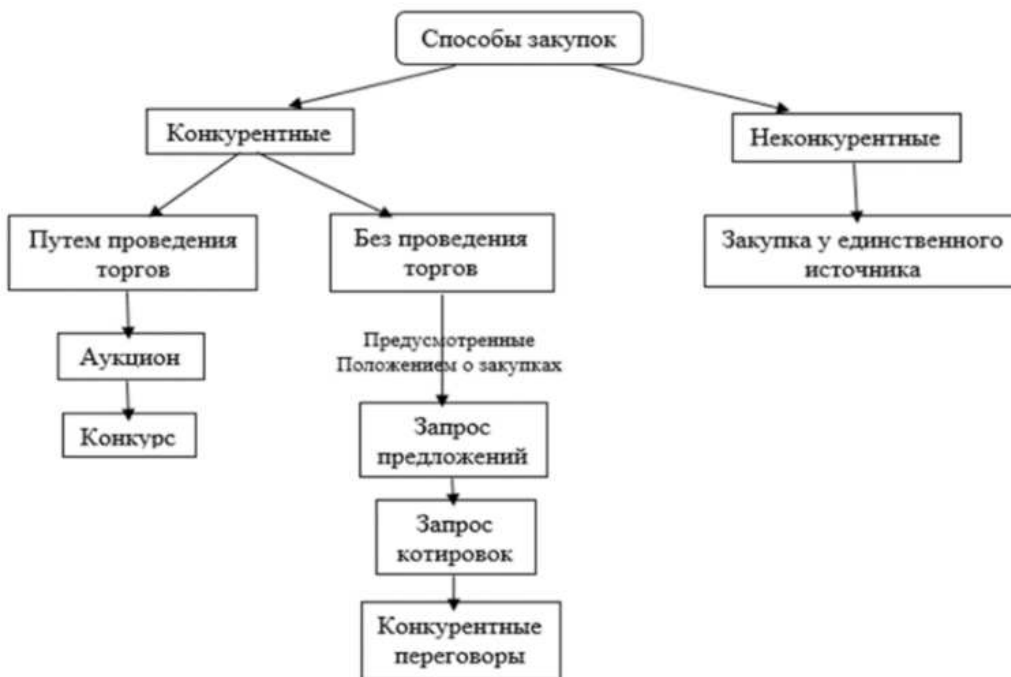 Способы закупок
Конкурентные
Неконкурентные
Путем проведения
торгов
Без проведения
торгов
Закупка у единственного
источника
Предусмотренные
Положением о закупках
Аукцион
Конкурс
Запрос
предложений
Запрос
котировок
Конкурентные
переговоры